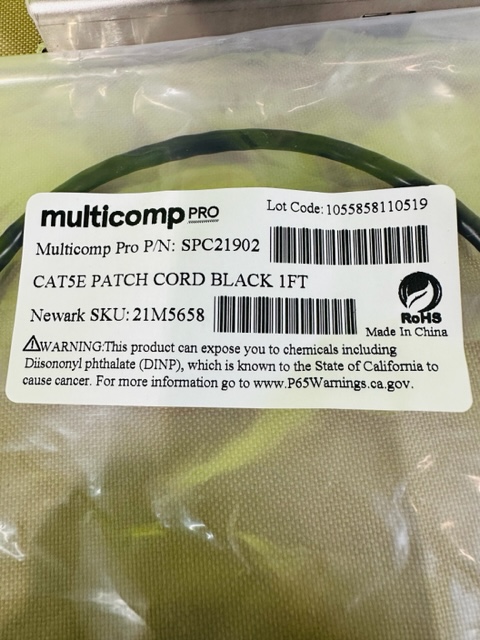 multicomp PRO
Lot Code: 1055858110519
Multicomp Pro P/N: SPC21902
CAT5E PATCH CORD BLACK 1FT
Newark SKU: 21M5658
RoHS
Made In China
⚠WARNING:This product can expose you to chemicals including
Diisononyl phthalate (DINP), which is known to the State of California to
cause cancer. For more information go to www.P65Warnings.ca.gov.